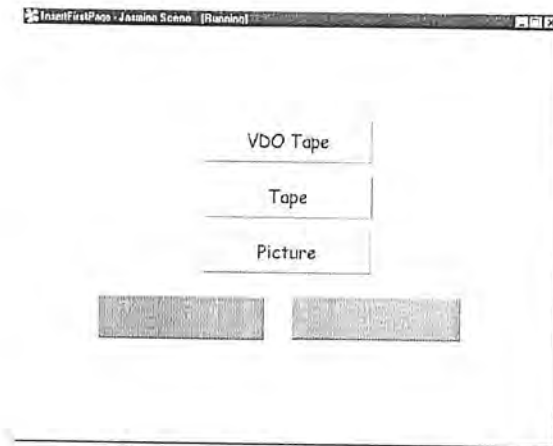 InsertFirstPage - Jasmine Scene [Running]
VDO Tape
Tape
Picture